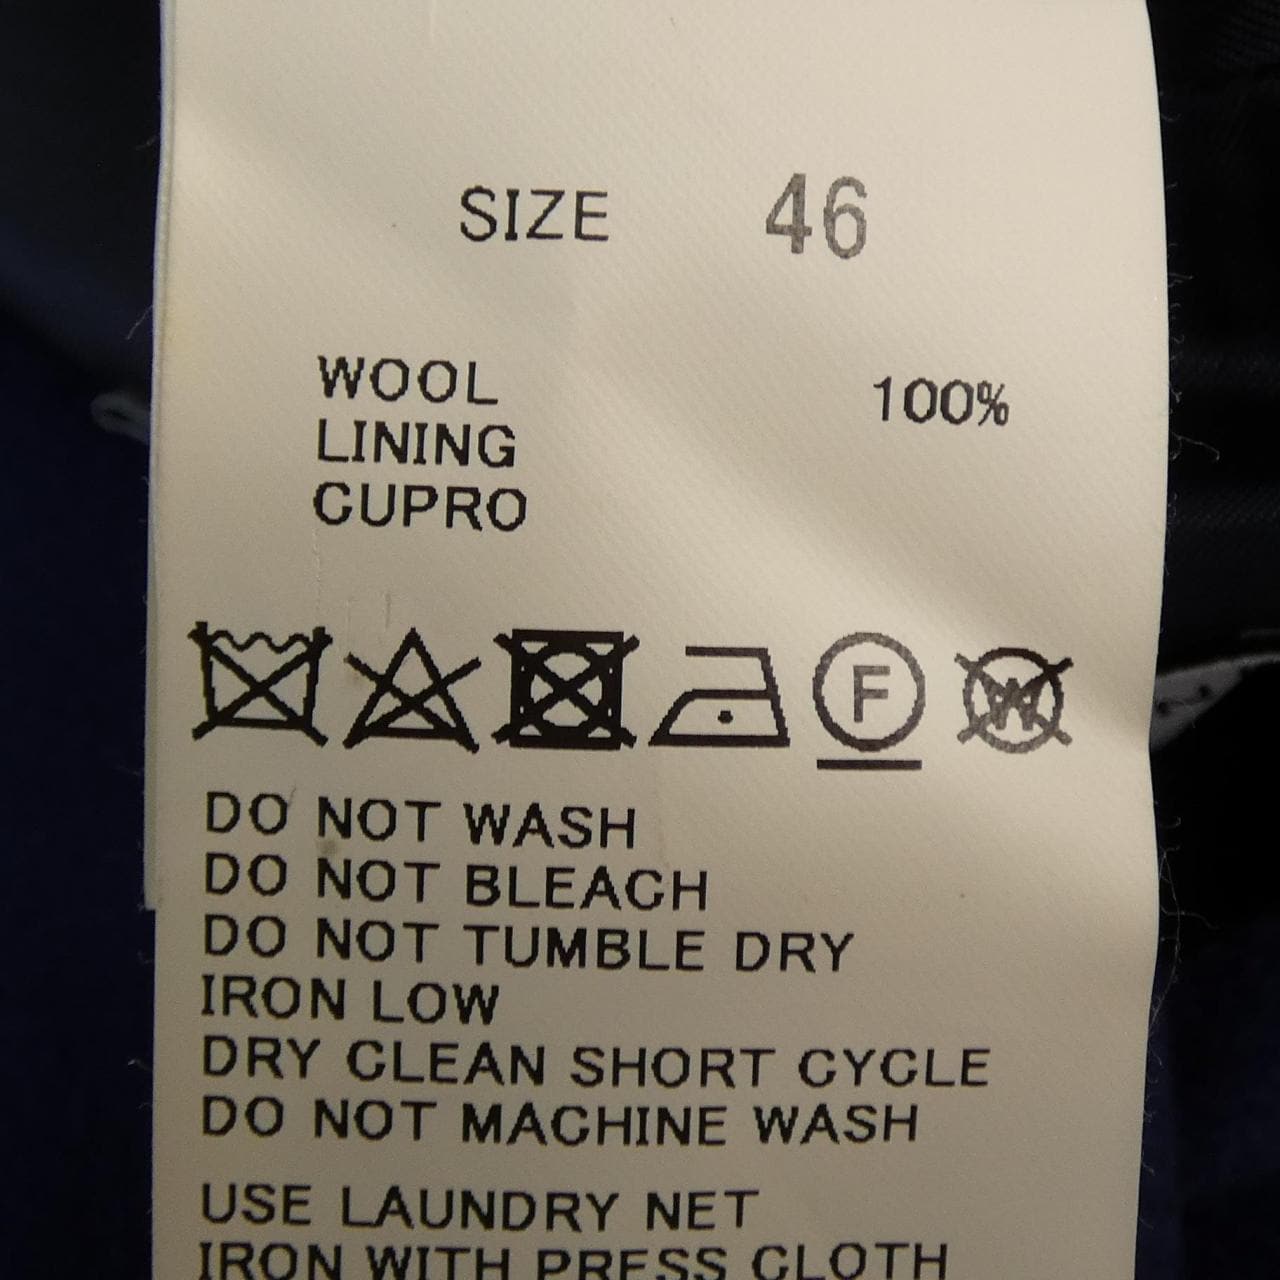 SIZE 46
WOOL 100%
LINING
CUPRO
F W
DO NOT WASH
DO NOT BLEACH
DO NOT TUMBLE DRY
IRON LOW
DRY CLEAN SHORT CYCLE
DO NOT MACHINE WASH
USE LAUNDRY NET
IRON WITH PRESS CLOTH